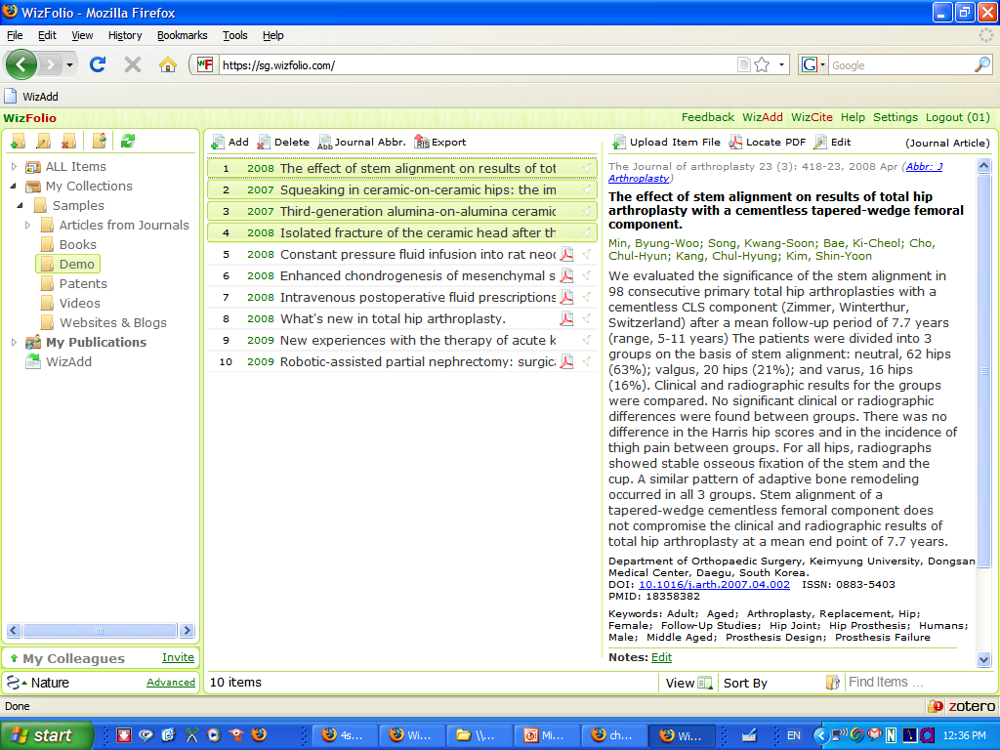 WizFolio - Mozilla Firefox
File Edit View History Bookmarks Tools Help
https://sg.wizfolio.com/
Google
WizAdd
WizFolio
Feedback WizAdd WizCite Help Settings Logout (01)
Add Delete Journal Abbr. Export
Upload Item File Locate PDF Edit (Journal Article)
ALL Items
My Collections
Samples
Articles from Journals
Books
Demo
Patents
Videos
Websites & Blogs
My Publications
WizAdd
1 2008 The effect of stem alignment on results of tot
2 2007 Squeaking in ceramic-on-ceramic hips: the im
3 2007 Third-generation alumina-on-alumina ceramic
4 2008 Isolated fracture of the ceramic head after th
5 2008 Constant pressure fluid infusion into rat neoc
6 2008 Enhanced chondrogenesis of mesenchymal s
7 2008 Intravenous postoperative fluid prescriptions
8 2008 What's new in total hip arthroplasty.
9 2009 New experiences with the therapy of acute k
10 2009 Robotic-assisted partial nephrectomy: surgica
The Journal of arthroplasty 23 (3): 418-23, 2008 Apr (Abbr: J
Arthroplasty)
The effect of stem alignment on results of total hip
arthroplasty with a cementless tapered-wedge femoral
component.
Min, Byung-Woo; Song, Kwang-Soon; Bae, Ki-Cheol; Cho,
Chul-Hyun; Kang, Chul-Hyung; Kim, Shin-Yoon
We evaluated the significance of the stem alignment in
98 consecutive primary total hip arthroplasties with a
cementless CLS component (Zimmer, Winterthur,
Switzerland) after a mean follow-up period of 7.7 years
(range, 5-11 years) The patients were divided into 3
groups on the basis of stem alignment: neutral, 62 hips
(63%); valgus, 20 hips (21%); and varus, 16 hips
(16%). Clinical and radiographic results for the groups
were compared. No significant clinical or radiographic
differences were found between groups. There was no
difference in the Harris hip scores and in the incidence of
thigh pain between groups. For all hips, radiographs
showed stable osseous fixation of the stem and the
cup. A similar pattern of adaptive bone remodeling
occurred in all 3 groups. Stem alignment of a
tapered-wedge cementless femoral component does
not compromise the clinical and radiographic results of
total hip arthroplasty at a mean end point of 7.7 years.
Department of Orthopaedic Surgery, Keimyung University, Dongsan
Medical Center, Daegu, South Korea.
DOI: 10.1016/j.arth.2007.04.002 ISSN: 0883-5403
PMID: 18358382
Keywords: Adult; Aged; Arthroplasty, Replacement, Hip;
Female; Follow-Up Studies; Hip Joint; Hip Prosthesis; Humans;
Male; Middle Aged; Prosthesis Design; Prosthesis Failure
Notes: Edit
My Colleagues Invite
Nature Advanced
10 items
View Sort By Find Items ...
Done
zotero
start 4s... Wi... \\... Mi... ch... Wi... EN 12:36 PM